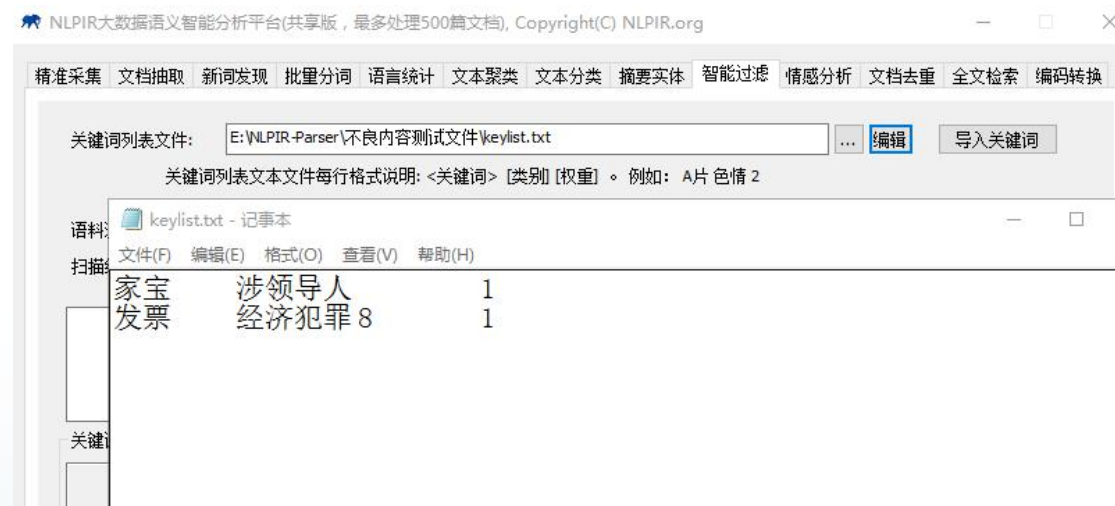 NLPIR大数据语义智能分析平台(共享版，最多处理500篇文档), Copyright(C) NLPIR.org
精准采集 文档抽取 新词发现 批量分词 语言统计 文本聚类 文本分类 摘要实体 智能过滤 情感分析 文档去重 全文检索 编码转换
关键词列表文件: E:\NLPIR-Parser\不良内容测试文件\keylist.txt ... 编辑 导入关键词
关键词列表文本文件每行格式说明: <关键词> [类别] [权重] 。例如： A片 色情 2
语料
keylist.txt - 记事本
扫描
文件(F) 编辑(E) 格式(O) 查看(V) 帮助(H)
家宝 涉领导人 1
发票 经济犯罪8 1
关键